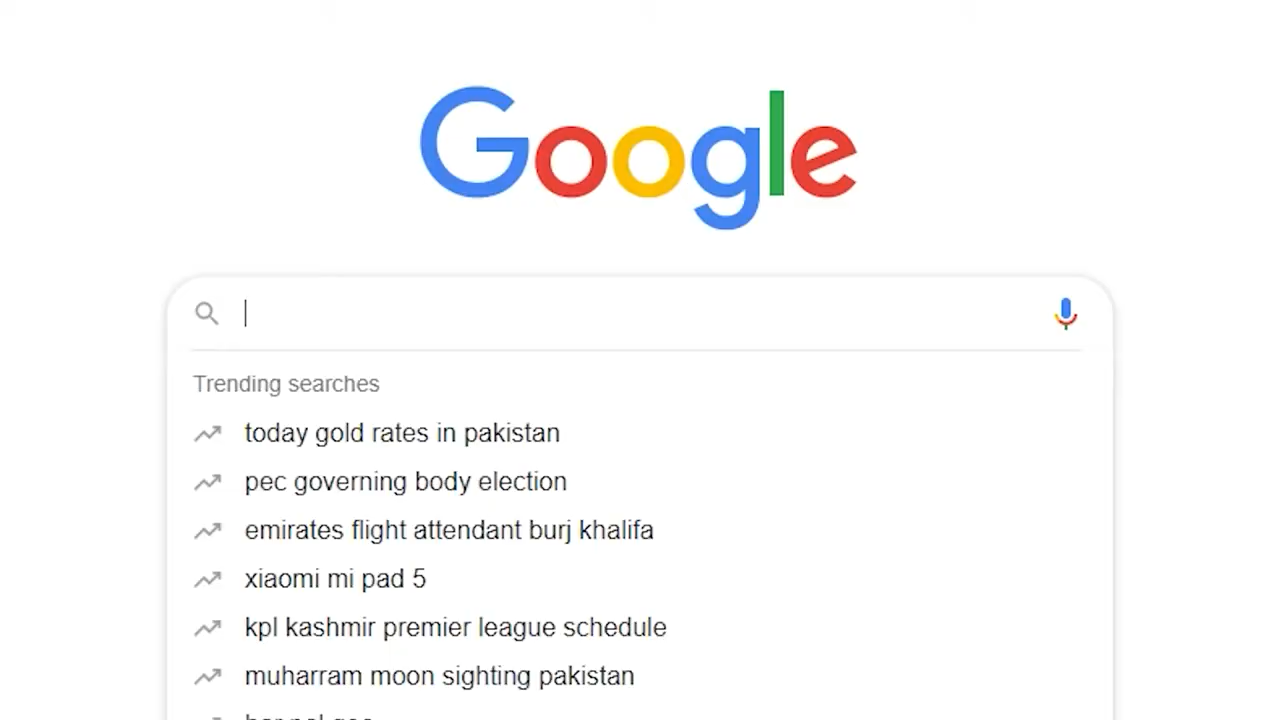 Google
Trending searches
today gold rates in pakistan
pec governing body election
emirates flight attendant burj khalifa
xiaomi mi pad 5
kpl kashmir premier league schedule
muharram moon sighting pakistan